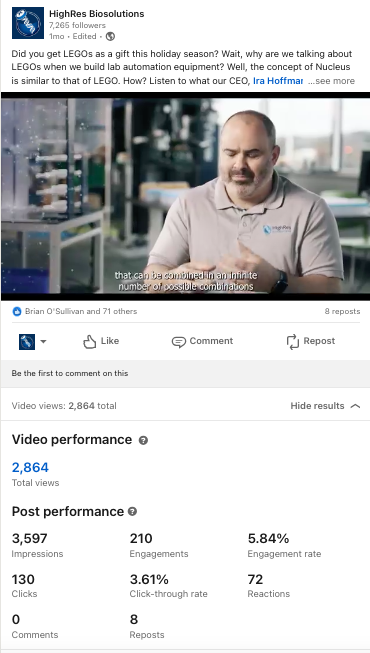 HighRes Biosolutions
7,265 followers
1mo • Edited •
Did you get LEGOs as a gift this holiday season? Wait, why are we talking about
LEGOs when we build lab automation equipment? Well, the concept of Nucleus
is similar to that of LEGO. How? Listen to what our CEO, Ira Hoffman ...see more
HighRes
that can be combined in an infinite
number of possible combinations
Brian O'Sullivan and 71 others 8 reposts
Like Comment Repost
Be the first to comment on this
Video views: 2,864 total Hide results
Video performance ?
2,864
Total views
Post performance ?
3,597 210 5.84%
Impressions Engagements Engagement rate
130 3.61% 72
Clicks Click-through rate Reactions
0 8
Comments Reposts